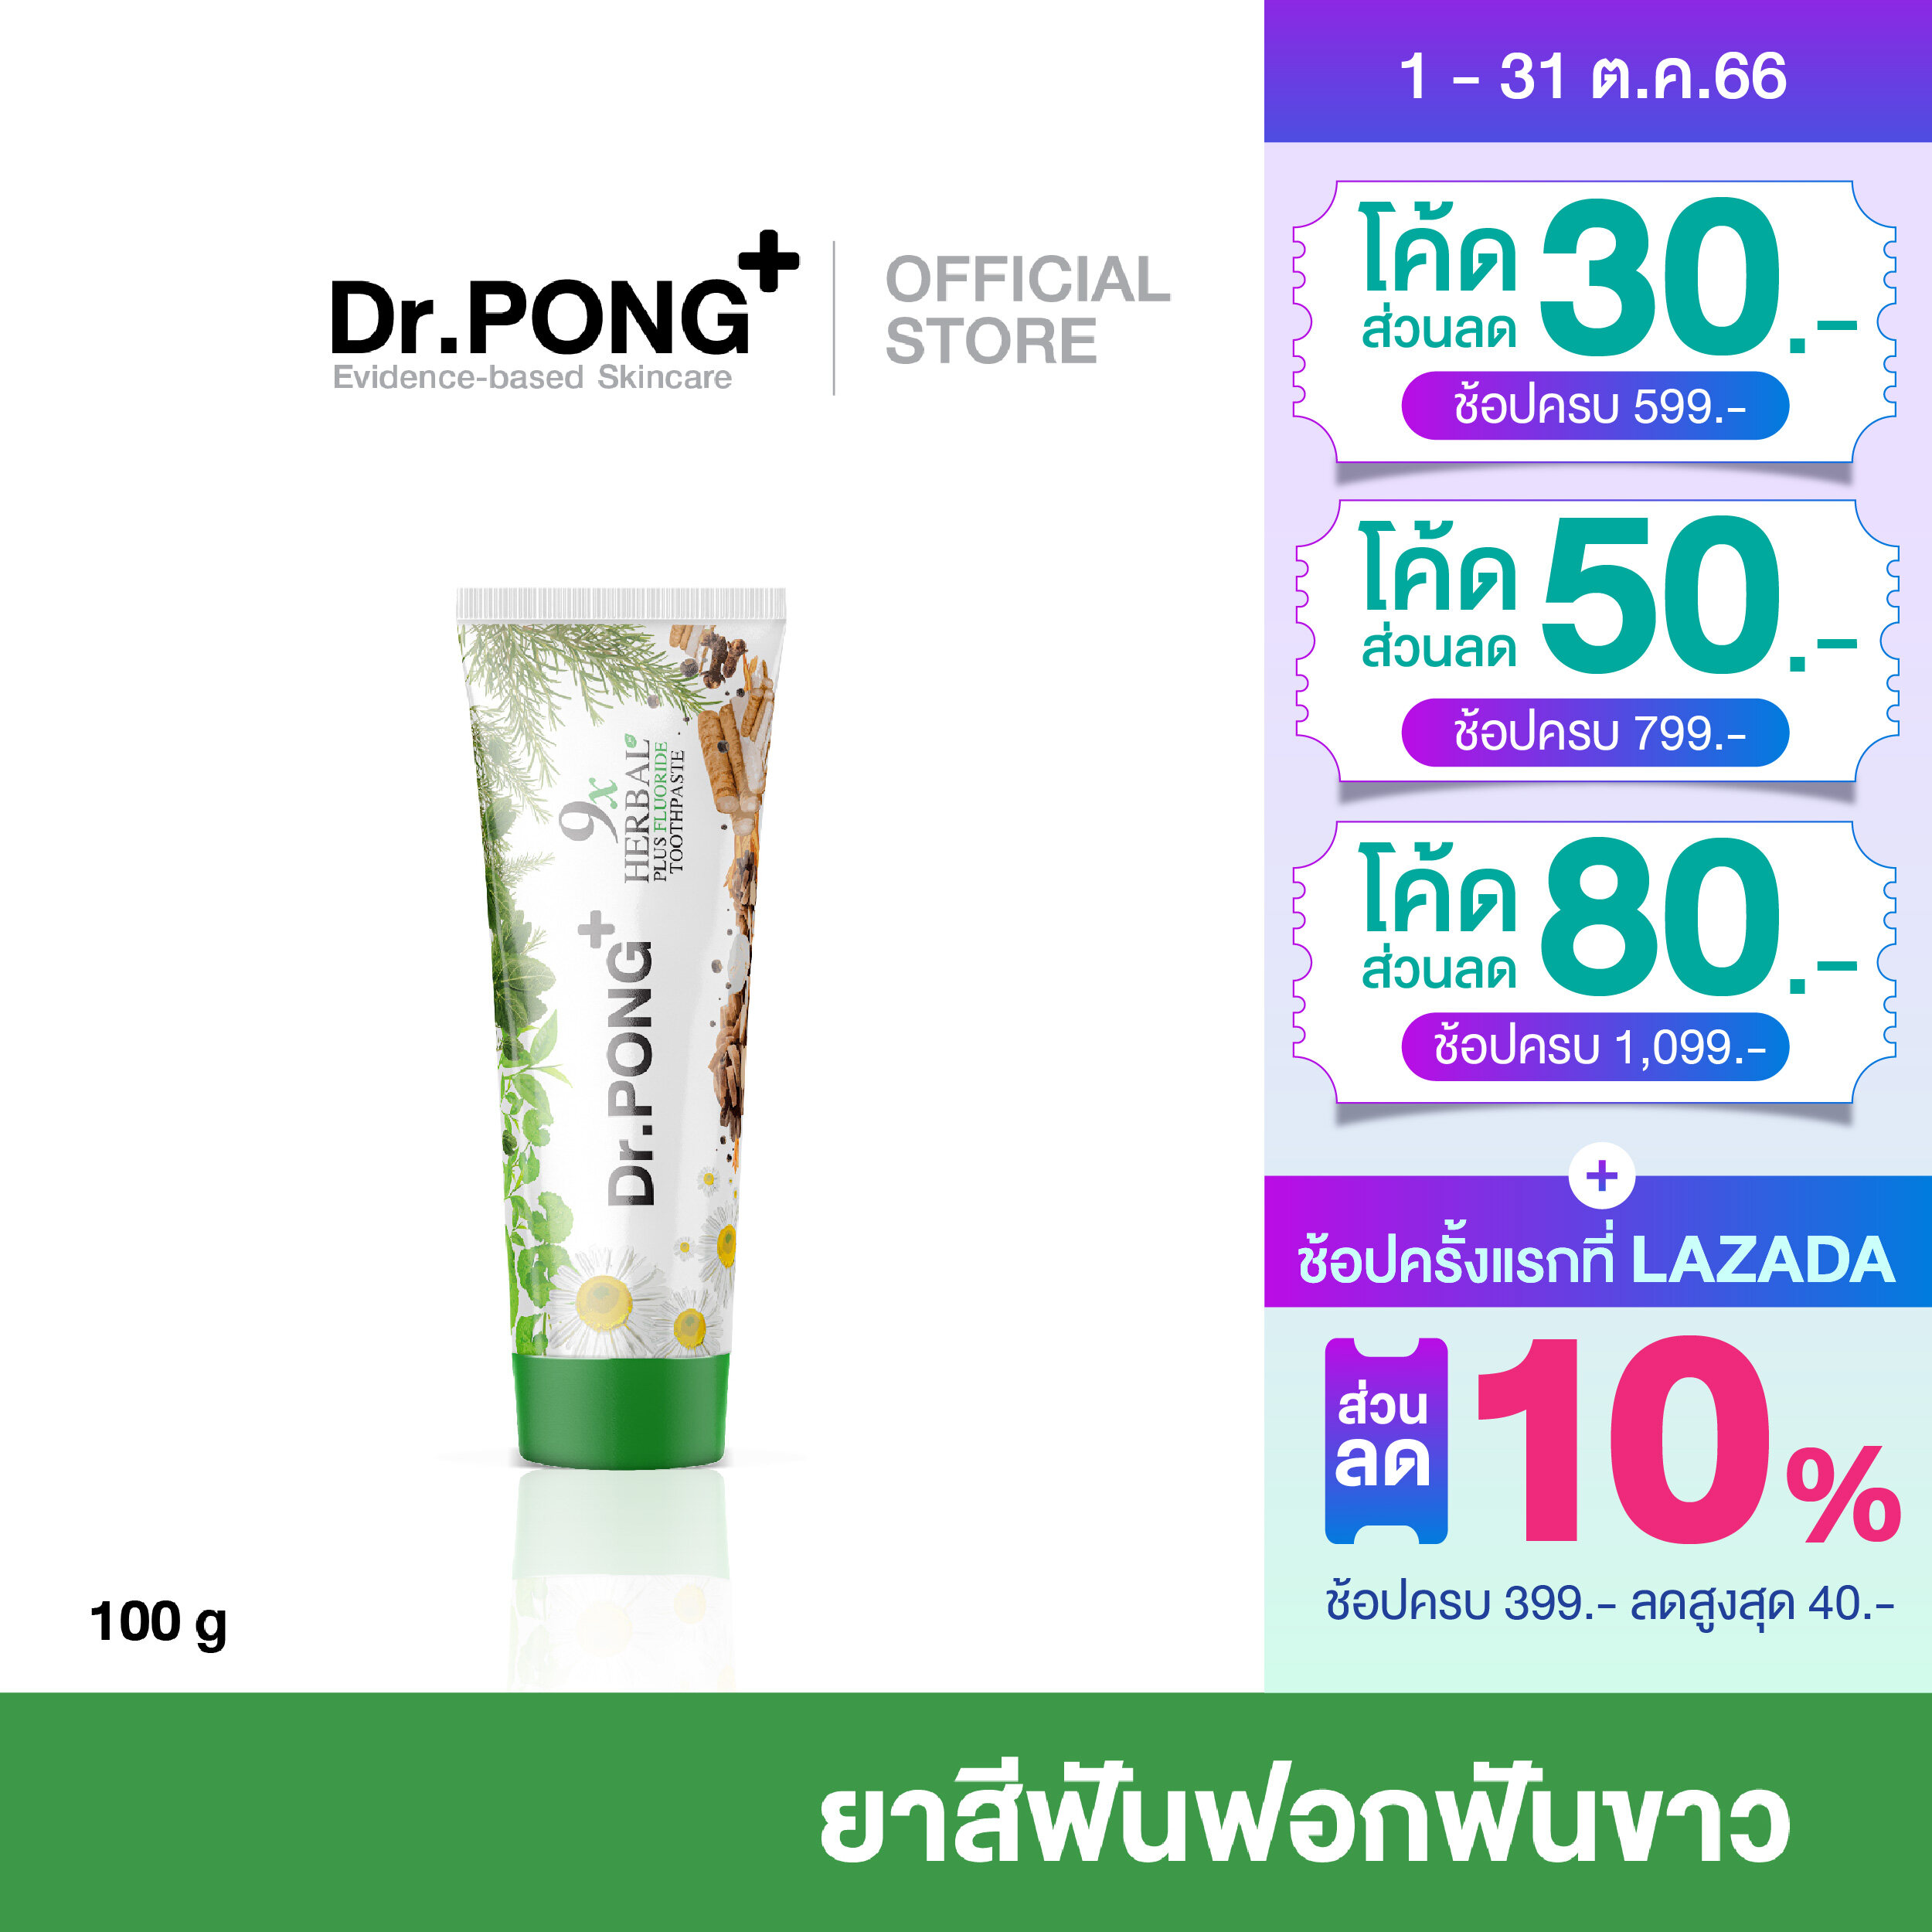 Dr.PONG+
Evidence-based Skincare
OFFICIAL
STORE
9x
HERBAL
PLUS FLUORIDE
TOOTHPASTE
Dr.PONG+
100 g
1 - 31 ต.ค.66
โค้ด
ส่วนลด
30.-
ช้อปครบ 599.-
โค้ด
ส่วนลด
50.-
ช้อปครบ 799.-
โค้ด
ส่วนลด
80.-
ช้อปครบ 1,099.-
+
ช้อปครั้งแรกที่ LAZADA
ส่วน
ลด
10%
ช้อปครบ 399.- ลดสูงสุด 40.-
ยาสีฟันฟอกฟันขาว